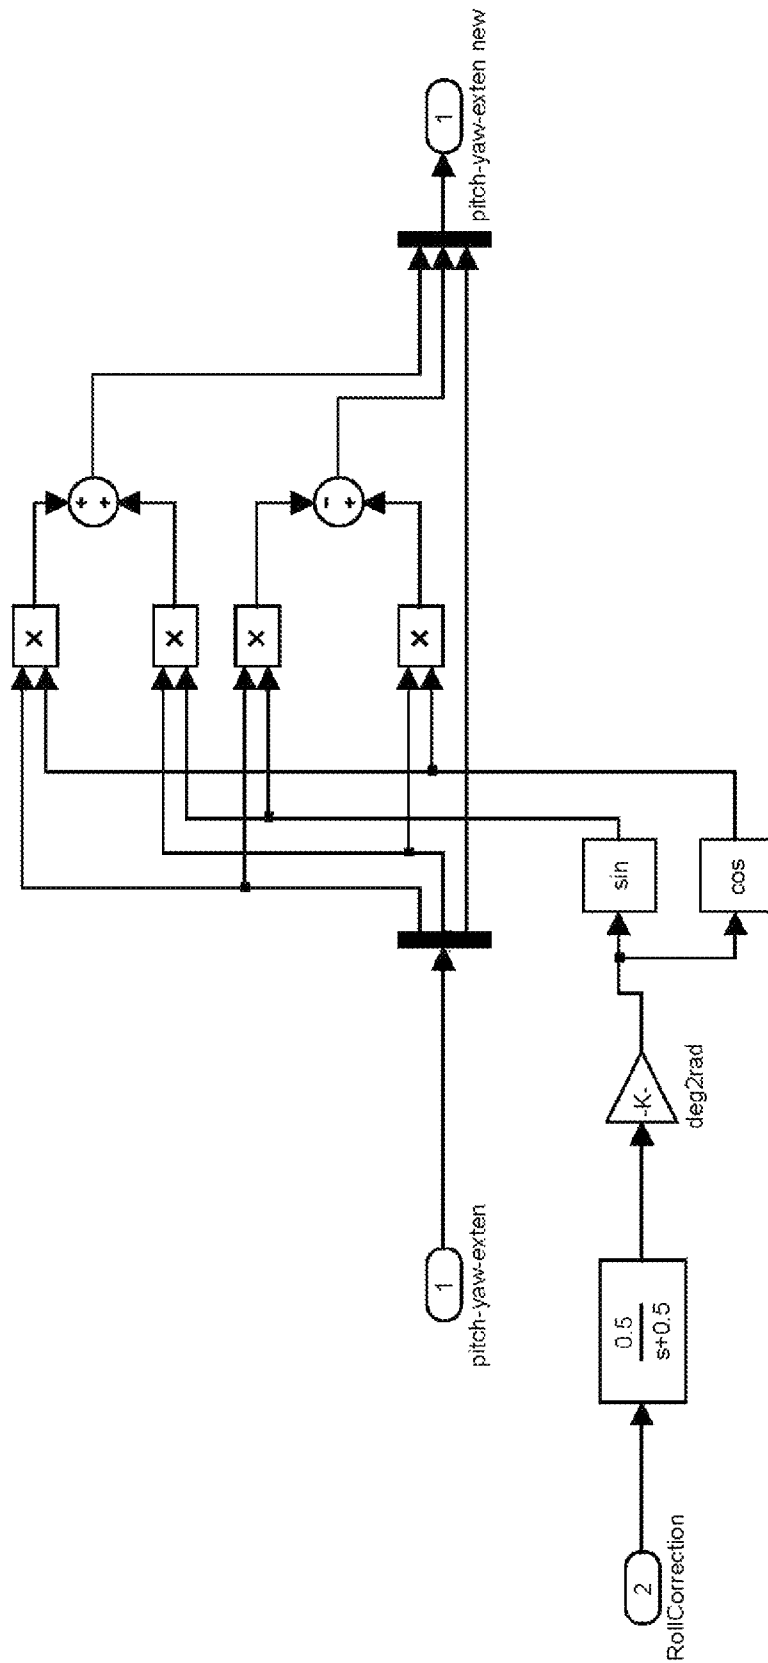 ×
+
+
×
×
−
+
×
1
pitch-yaw-exten
1
pitch-yaw-exten new
sin
2
RollCorrection
0.5
s+0.5
-K-
deg2rad
cos